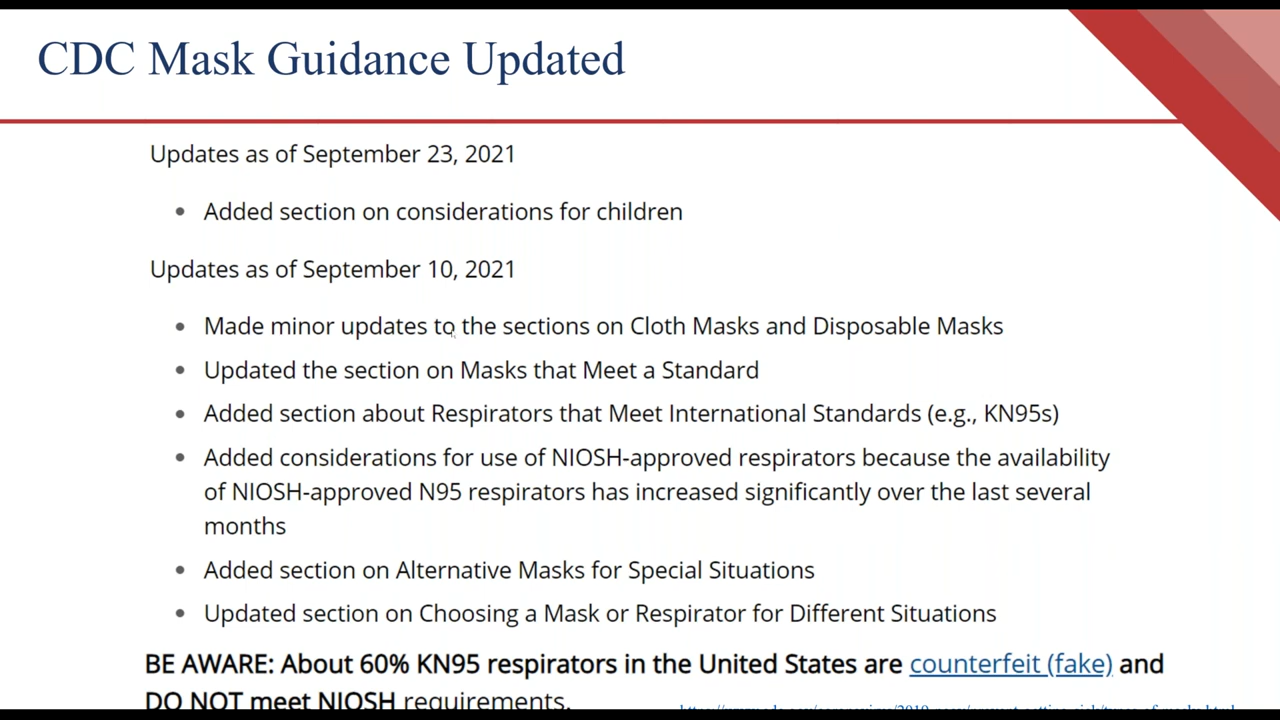 CDC Mask Guidance Updated
Updates as of September 23, 2021
• Added section on considerations for children
Updates as of September 10, 2021
• Made minor updates to the sections on Cloth Masks and Disposable Masks
• Updated the section on Masks that Meet a Standard
• Added section about Respirators that Meet International Standards (e.g., KN95s)
• Added considerations for use of NIOSH-approved respirators because the availability
of NIOSH-approved N95 respirators has increased significantly over the last several
months
• Added section on Alternative Masks for Special Situations
• Updated section on Choosing a Mask or Respirator for Different Situations
BE AWARE: About 60% KN95 respirators in the United States are counterfeit (fake) and
DO NOT meet NIOSH requirements.